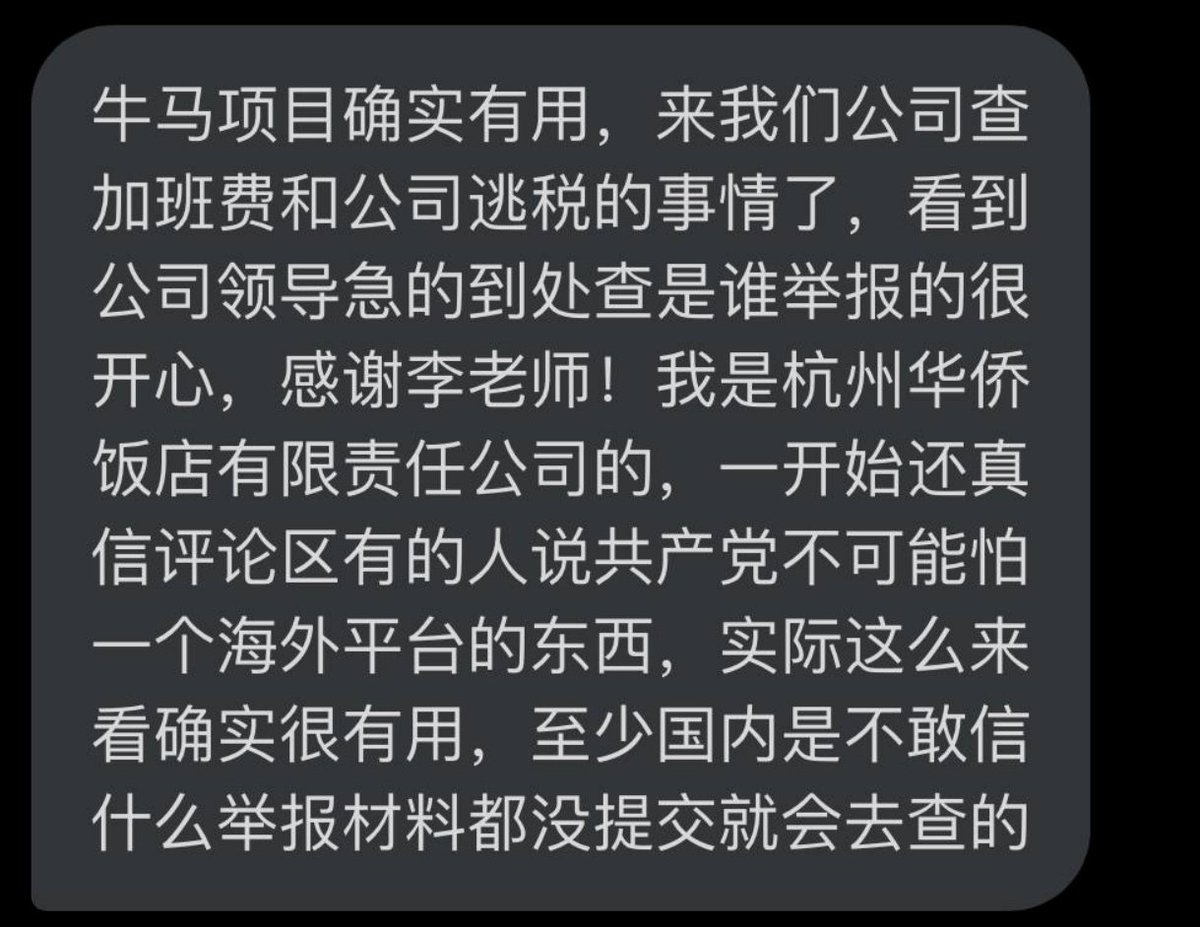 牛马项目确实有用，来我们公司查
加班费和公司逃税的事情了，看到
公司领导急的到处查是谁举报的很
开心，感谢李老师！我是杭州华侨
饭店有限责任公司的，一开始还真
信评论区有的人说共产党不可能怕
一个海外平台的东西，实际这么来
看确实很有用，至少国内是不敢信
什么举报材料都没提交就会去查的